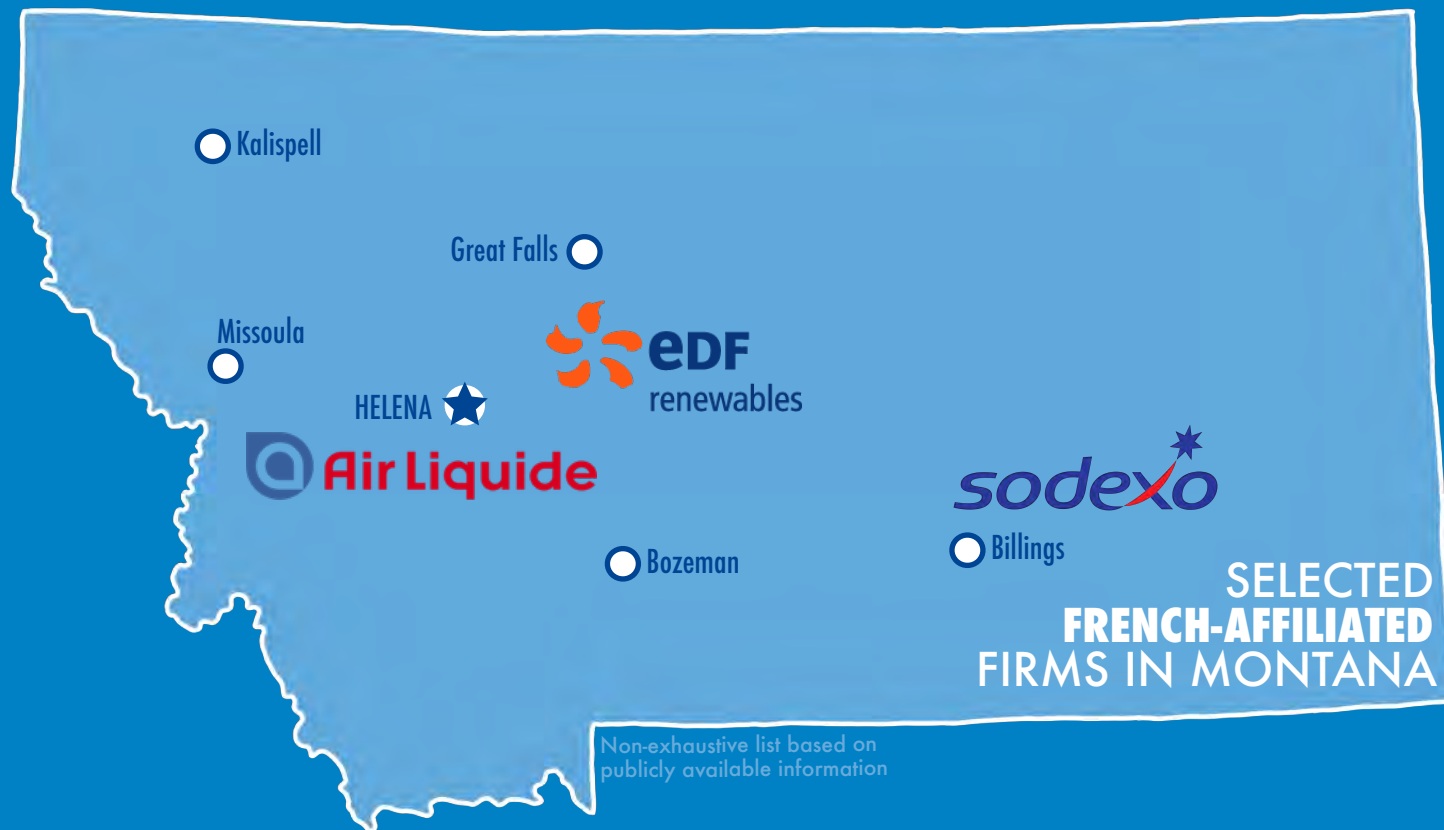 Kalispell
Great Falls
Missoula
eDF
renewables
HELENA
Air Liquide
sodexo
Bozeman
Billings
SELECTED
FRENCH-AFFILIATED
FIRMS IN MONTANA
Non-exhaustive list based on
publicly available information